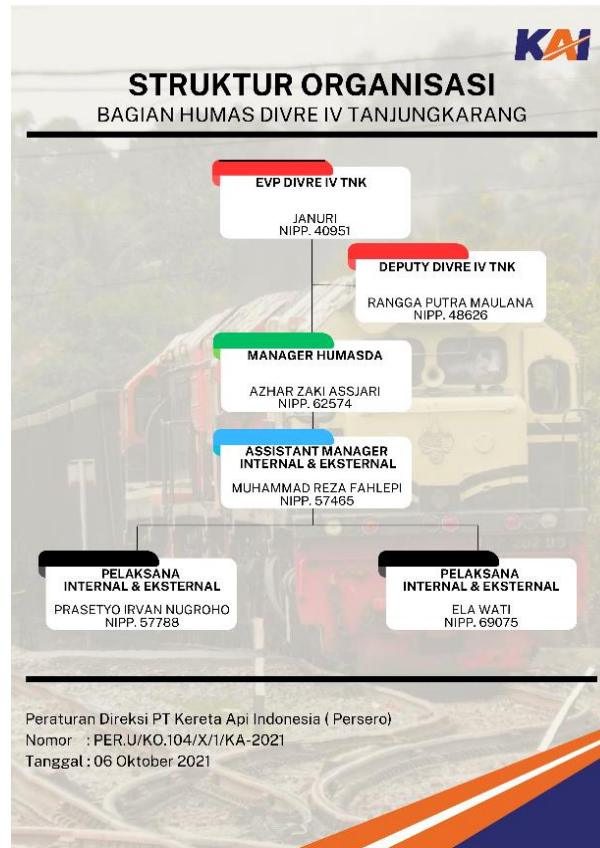 KAI
STRUKTUR ORGANISASI
BAGIAN HUMAS DIVRE IV TANJUNGKARANG
EVP DIVRE IV TNK
JANURI
NIPP. 40951
DEPUTY DIVRE IV TNK
RANGGA PUTRA MAULANA
NIPP. 48626
MANAGER HUMASDA
AZHAR ZAKI ASSJARI
NIPP. 62574
ASSISTANT MANAGER
INTERNAL & EKSTERNAL
MUHAMMAD REZA FAHLEPI
NIPP. 57465
PELAKSANA
INTERNAL & EKSTERNAL
PRASETYO IRVAN NUGROHO
NIPP. 57788
PELAKSANA
INTERNAL & EKSTERNAL
ELA WATI
NIPP. 69075
Peraturan Direksi PT Kereta Api Indonesia ( Persero)
Nomor : PER.U/KO.104/X/1/KA-2021
Tanggal : 06 Oktober 2021